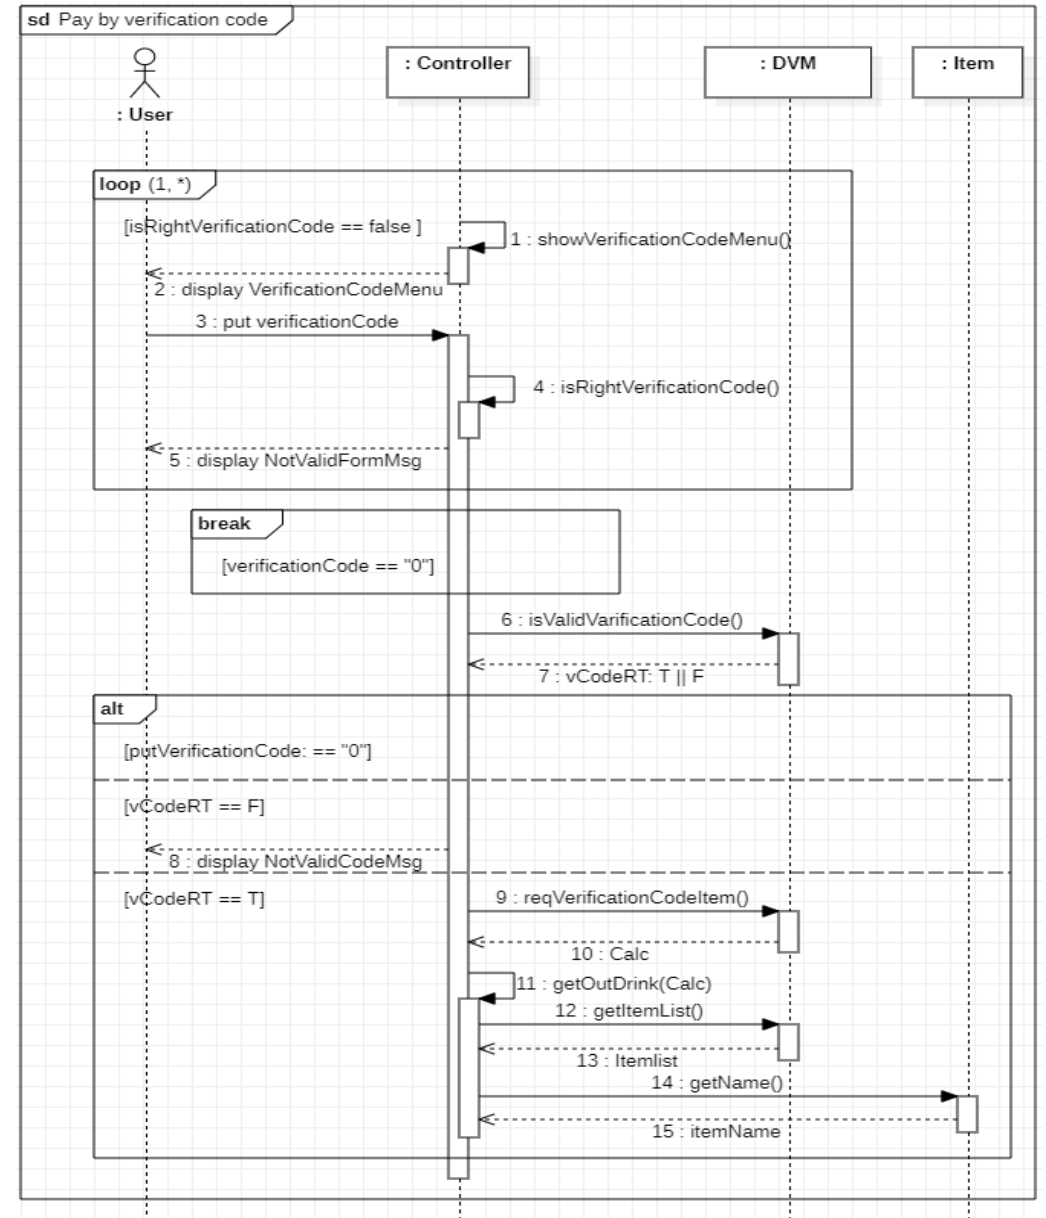 sd Pay by verification code
: User
: Controller
: DVM
: Item
loop (1, *)
[isRightVerificationCode == false ]
1 : showVerificationCodeMenu()
2 : display VerificationCodeMenu
3 : put verificationCode
4 : isRightVerificationCode()
5 : display NotValidFormMsg
break
[verificationCode == "0"]
6 : isValidVarificationCode()
7 : vCodeRT: T || F
alt
[putVerificationCode: == "0"]
[vCodeRT == F]
8 : display NotValidCodeMsg
[vCodeRT == T]
9 : reqVerificationCodeItem()
10 : Calc
11 : getOutDrink(Calc)
12 : getItemList()
13 : Itemlist
14 : getName()
15 : itemName